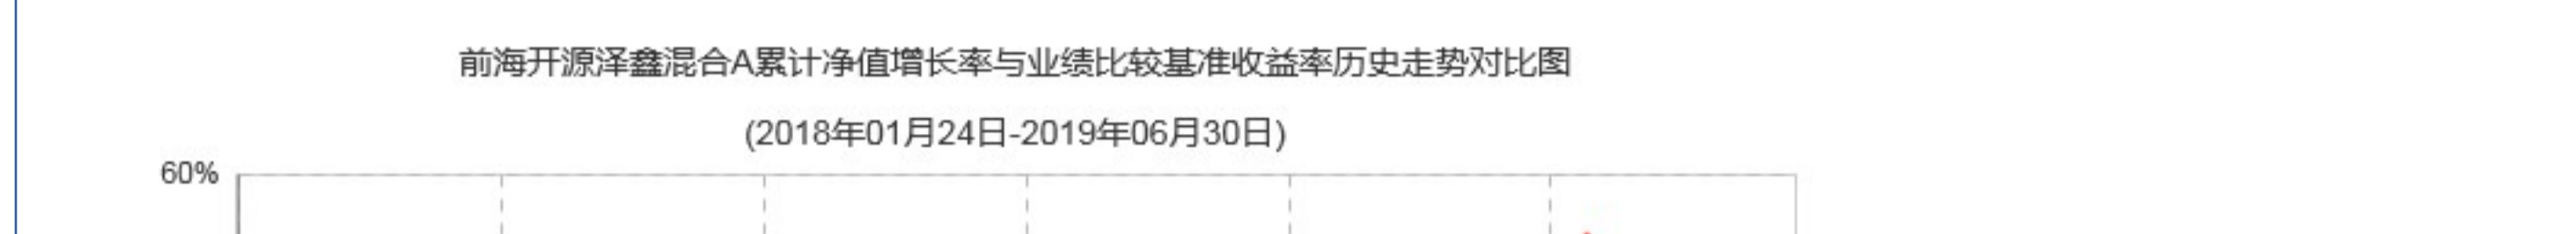 前海开源泽鑫混合A累计净值增长率与业绩比较基准收益率历史走势对比图
(2018年01月24日-2019年06月30日)
60%